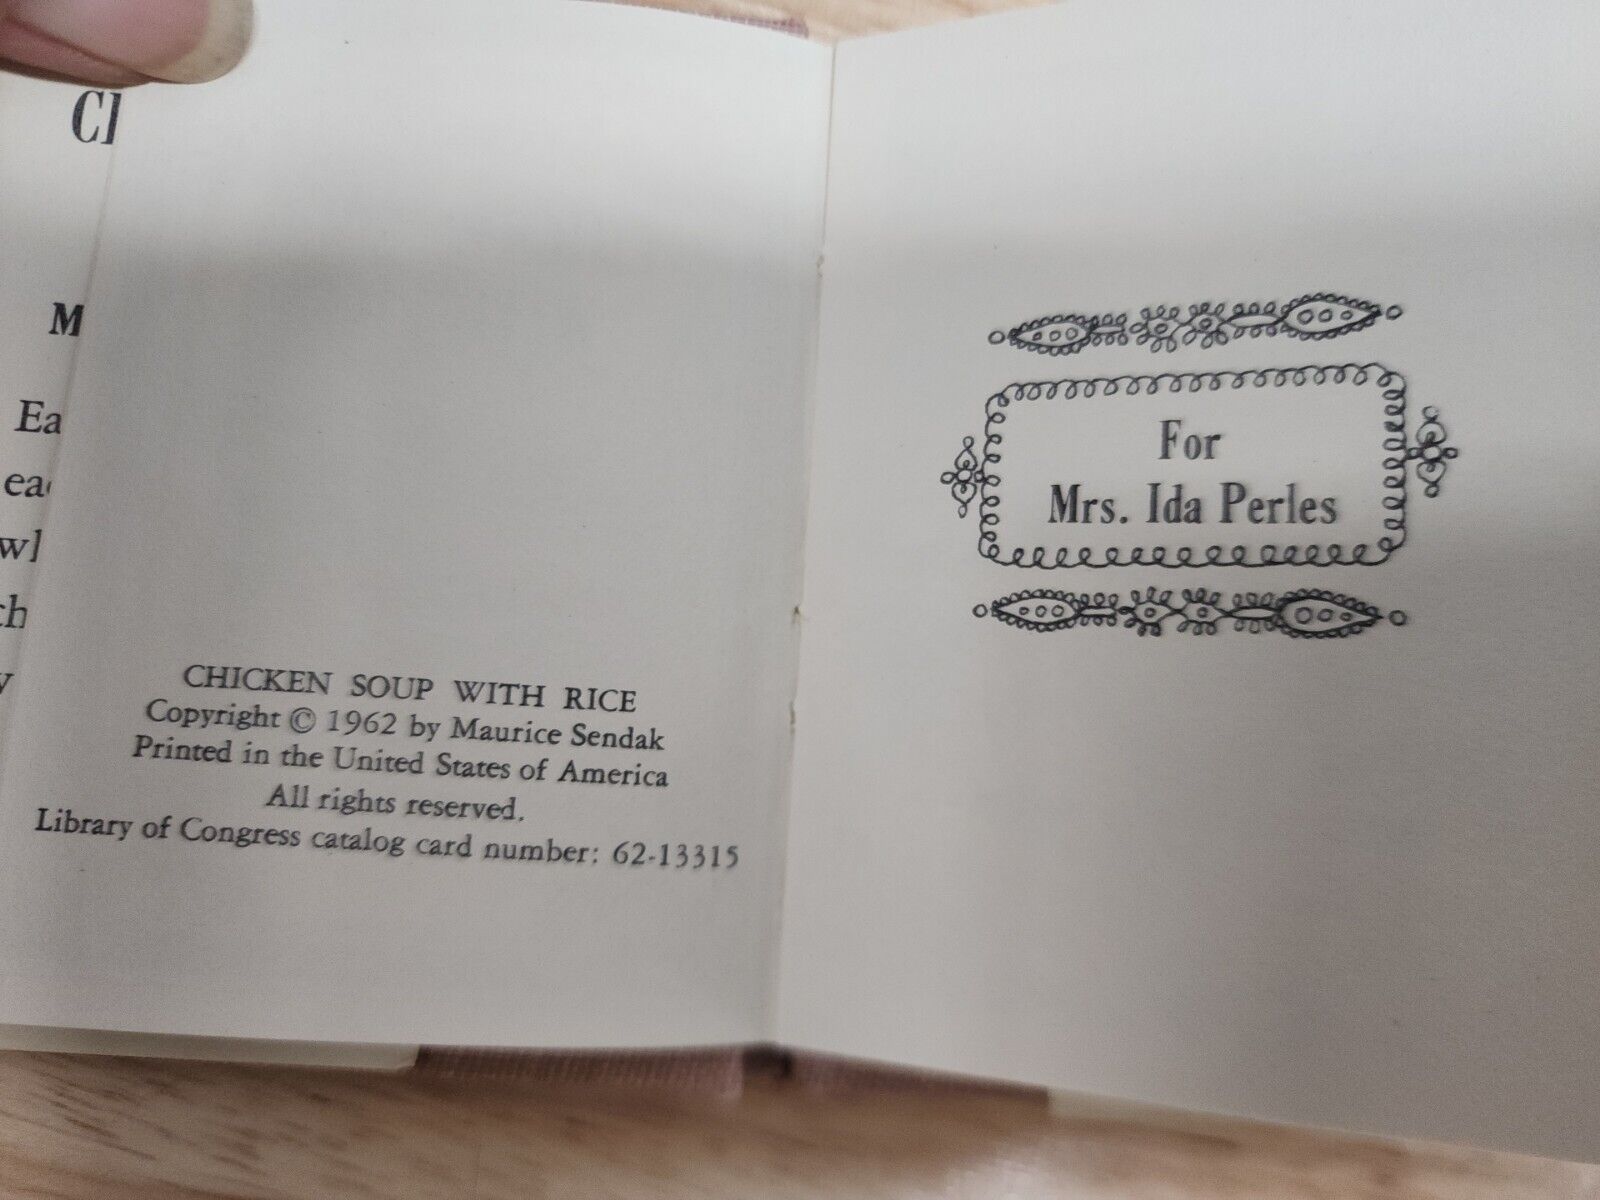 CHICKEN SOUP WITH RICE
Copyright © 1962 by Maurice Sendak
Printed in the United States of America
All rights reserved.
Library of Congress catalog card number: 62-13315
For
Mrs. Ida Perles